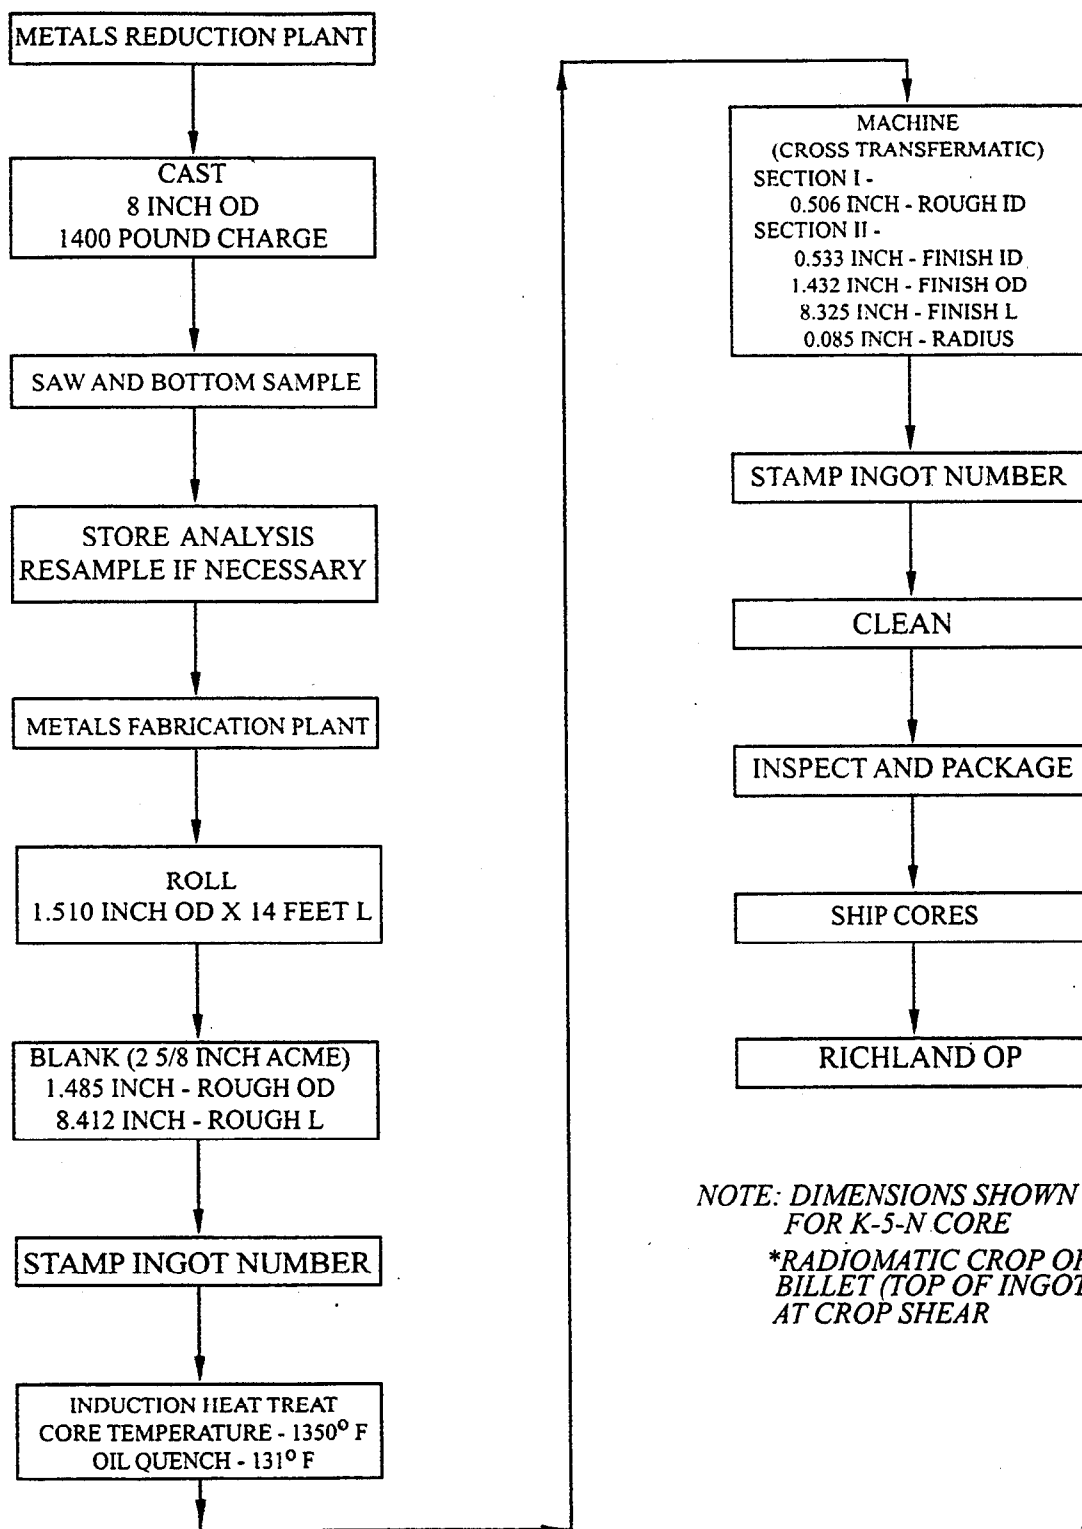 METALS REDUCTION PLANT
CAST
8 INCH OD
1400 POUND CHARGE
SAW AND BOTTOM SAMPLE
STORE ANALYSIS
RESAMPLE IF NECESSARY
METALS FABRICATION PLANT
ROLL
1.510 INCH OD X 14 FEET L
BLANK (2 5/8 INCH ACME)
1.485 INCH - ROUGH OD
8.412 INCH - ROUGH L
STAMP INGOT NUMBER
INDUCTION HEAT TREAT
CORE TEMPERATURE - 1350° F
OIL QUENCH - 131° F
MACHINE
(CROSS TRANSFERMATIC)
SECTION I -
0.506 INCH - ROUGH ID
SECTION II -
0.533 INCH - FINISH ID
1.432 INCH - FINISH OD
8.325 INCH - FINISH L
0.085 INCH - RADIUS
STAMP INGOT NUMBER
CLEAN
INSPECT AND PACKAGE
SHIP CORES
RICHLAND OP
NOTE: DIMENSIONS SHOWN
FOR K-5-N CORE
*RADIOMATIC CROP
BILLET (TOP OF INGOT
AT CROP SHEAR